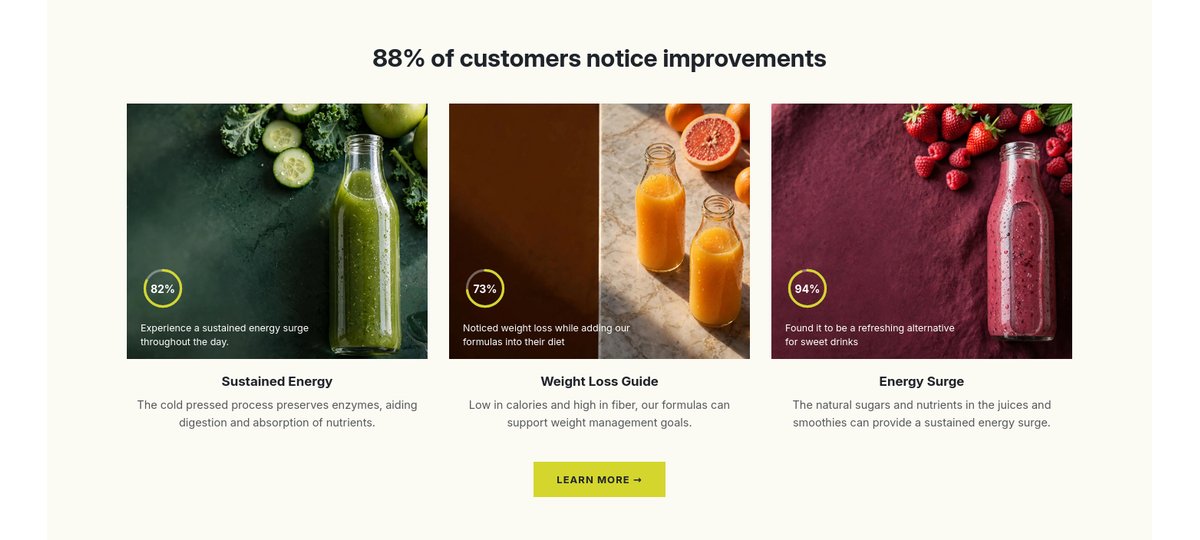 88% of customers notice improvements
82%
Experience a sustained energy surge
throughout the day.
73%
Noticed weight loss while adding our
formulas into their diet
94%
Found it to be a refreshing alternative
for sweet drinks
Sustained Energy
The cold pressed process preserves enzymes, aiding
digestion and absorption of nutrients.
Weight Loss Guide
Low in calories and high in fiber, our formulas can
support weight management goals.
Energy Surge
The natural sugars and nutrients in the juices and
smoothies can provide a sustained energy surge.
LEARN MORE →